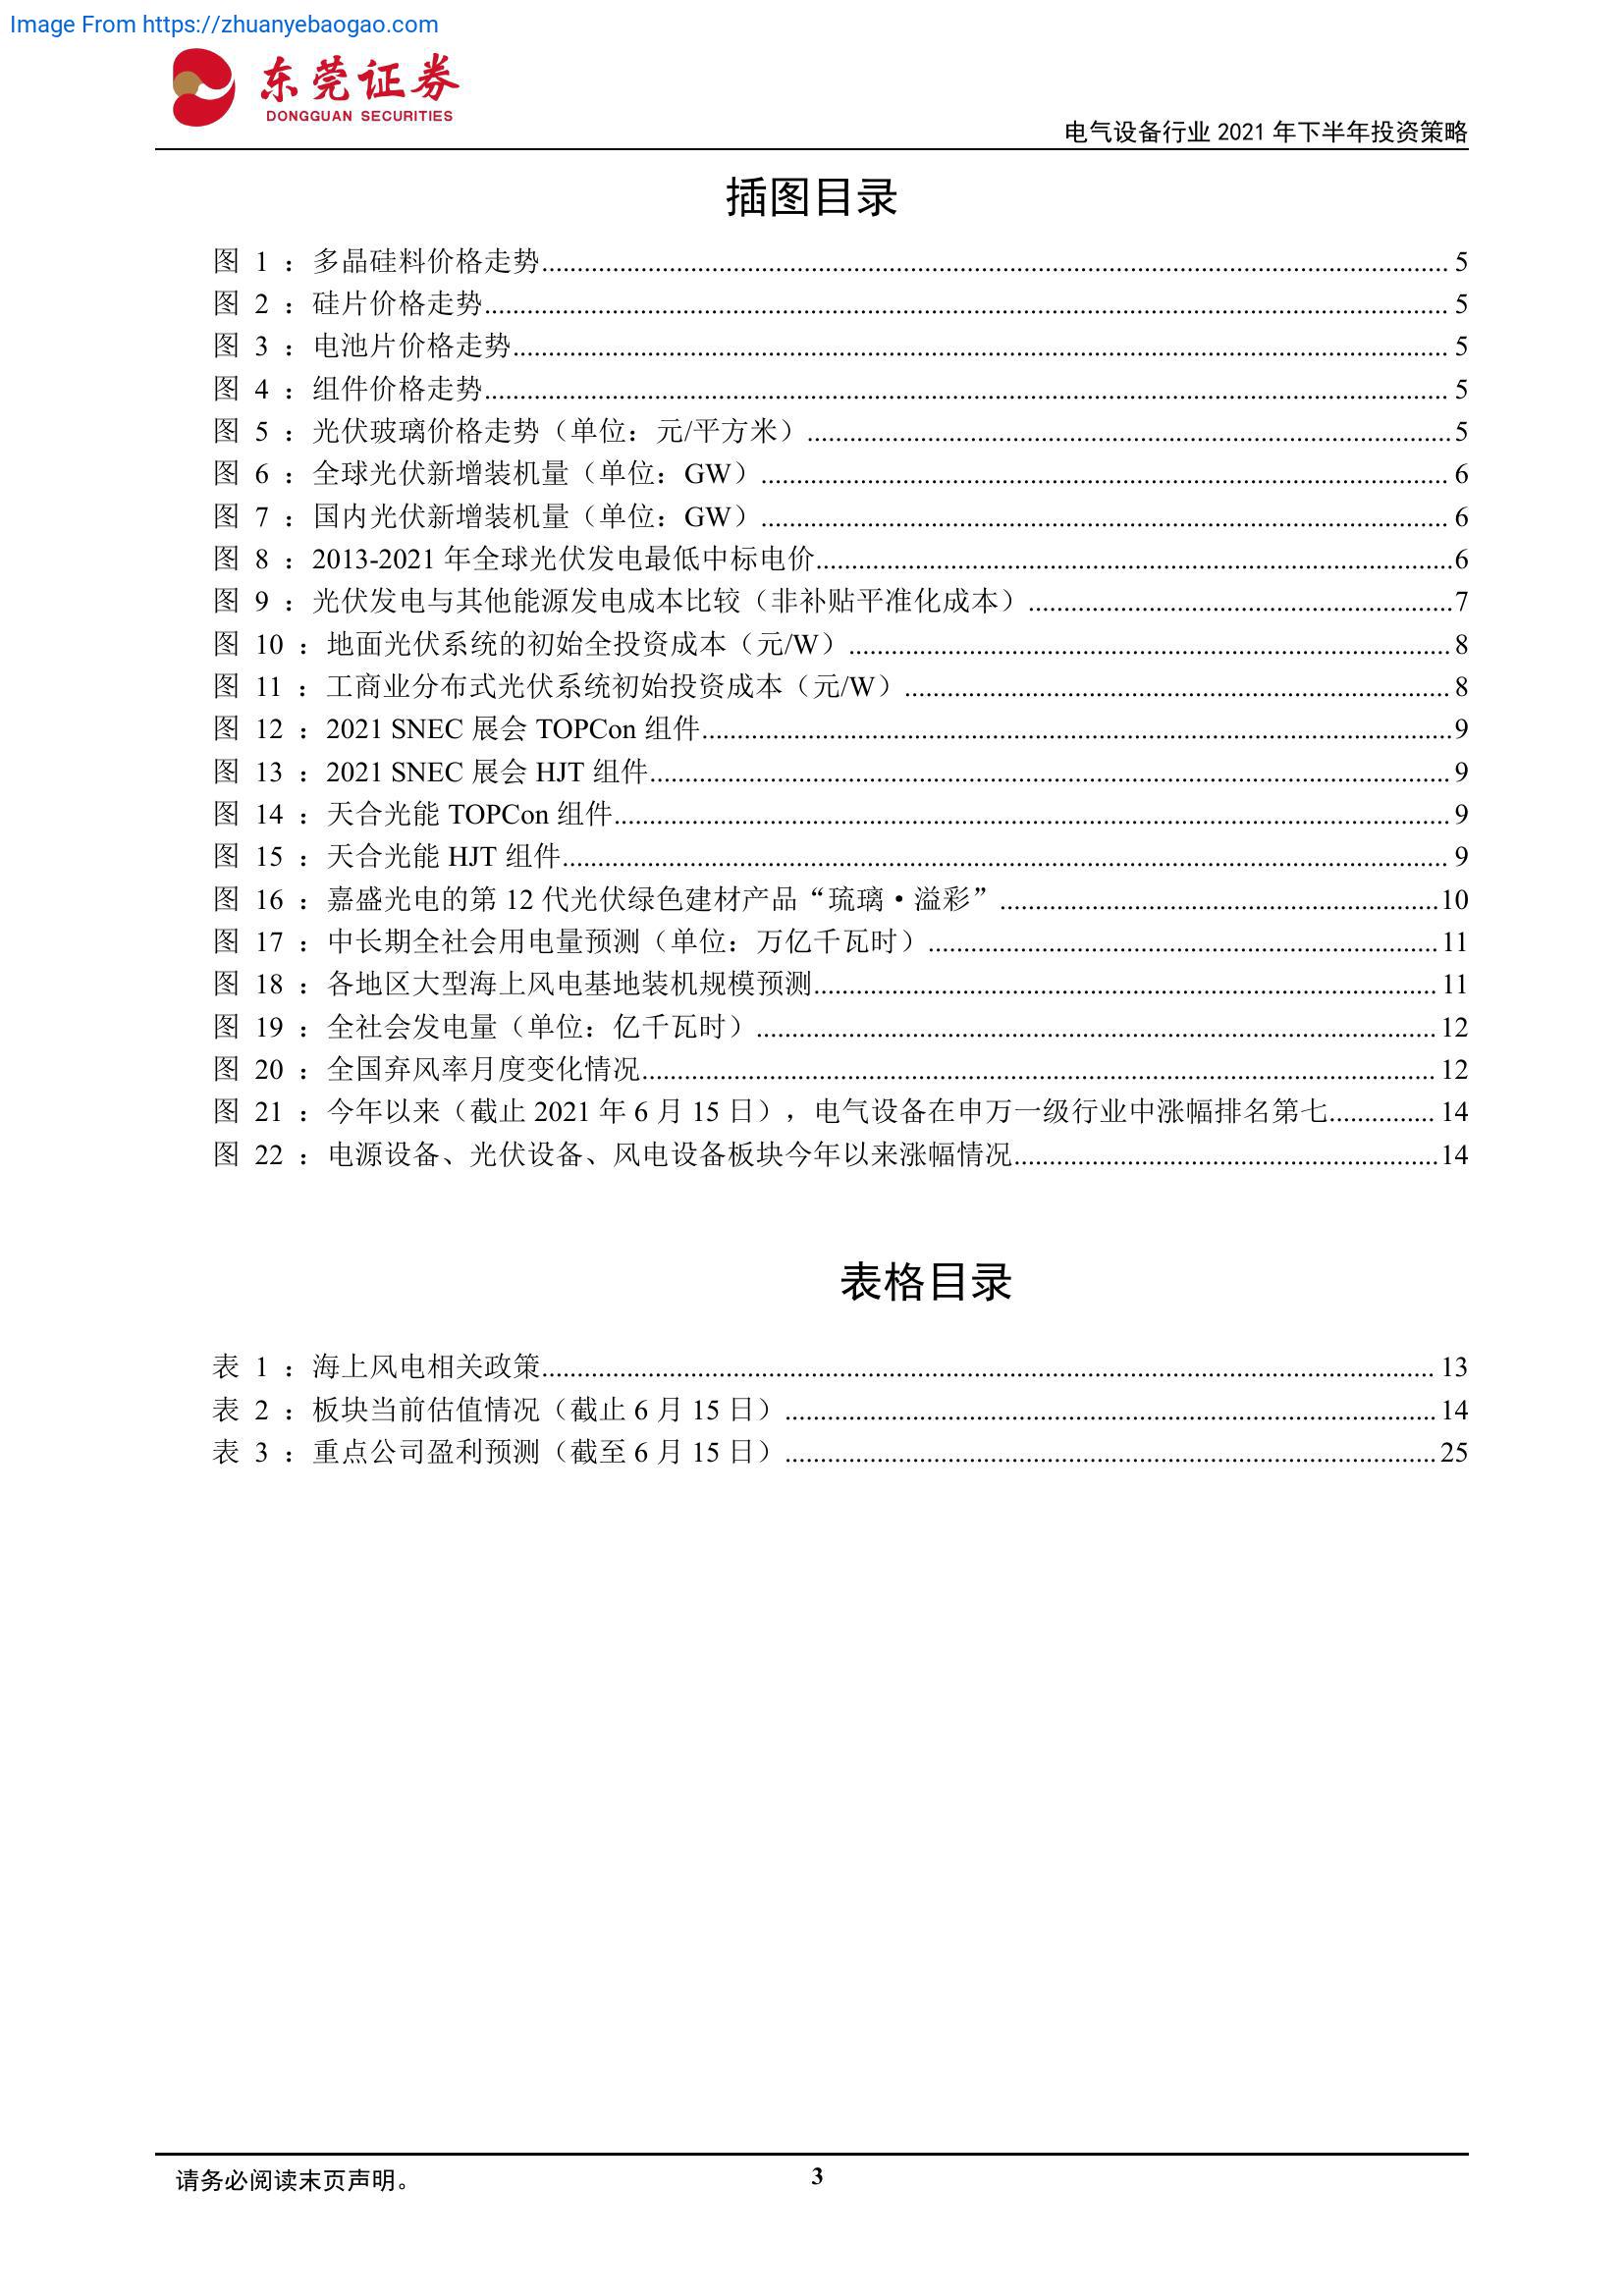 Image From https://zhuanyebaogao.com
东莞证券
DONGGUAN SECURITIES
电气设备行业 2021 年下半年投资策略
插图目录
图 1 ：多晶硅料价格走势 5
图 2 ：硅片价格走势 5
图 3 ：电池片价格走势 5
图 4 ：组件价格走势 5
图 5 ：光伏玻璃价格走势（单位：元/平方米） 5
图 6 ：全球光伏新增装机量（单位：GW） 6
图 7 ：国内光伏新增装机量（单位：GW） 6
图 8 ：2013-2021 年全球光伏发电最低中标电价 6
图 9 ：光伏发电与其他能源发电成本比较（非补贴平准化成本） 7
图 10 ：地面光伏系统的初始全投资成本（元/W） 8
图 11 ：工商业分布式光伏系统初始投资成本（元/W） 8
图 12 ：2021 SNEC 展会 TOPCon 组件 9
图 13 ：2021 SNEC 展会 HJT 组件 9
图 14 ：天合光能 TOPCon 组件 9
图 15 ：天合光能 HJT 组件 9
图 16 ：嘉盛光电的第 12 代光伏绿色建材产品“琉璃·溢彩” 10
图 17 ：中长期全社会用电量预测（单位：万亿千瓦时） 11
图 18 ：各地区大型海上风电基地装机规模预测 11
图 19 ：全社会发电量（单位：亿千瓦时） 12
图 20 ：全国弃风率月度变化情况 12
图 21 ：今年以来（截止 2021 年 6 月 15 日），电气设备在申万一级行业中涨幅排名第七 14
图 22 ：电源设备、光伏设备、风电设备板块今年以来涨幅情况 14
表格目录
表 1 ：海上风电相关政策 13
表 2 ：板块当前估值情况（截止 6 月 15 日） 14
表 3 ：重点公司盈利预测（截至 6 月 15 日） 25
请务必阅读末页声明。
3